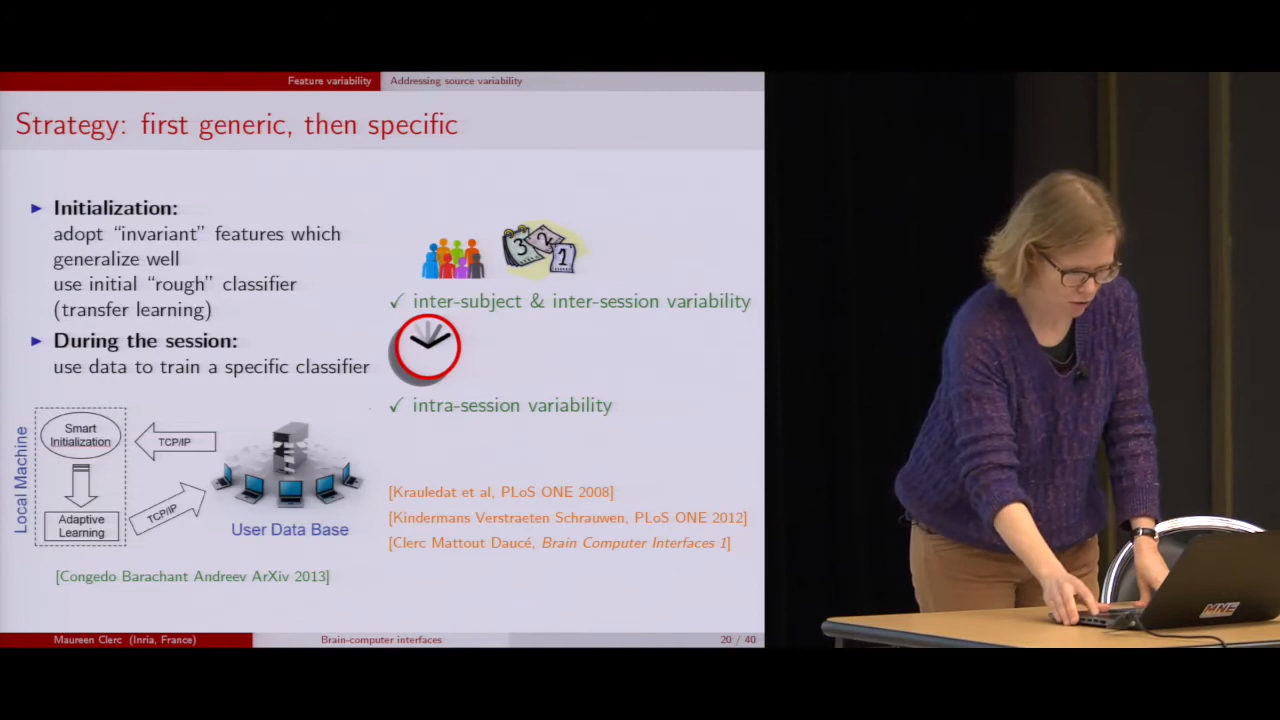 Feature variability
Addressing source variability
Strategy: first generic, then specific
Initialization:
adopt “invariant” features which
generalize well
use initial “rough” classifier
(transfer learning)
During the session:
use data to train a specific classifier
3 2 1
✓ inter-subject & inter-session variability
✓ intra-session variability
Local Machine
Smart
Initialization
TCP/IP
Adaptive
Learning
TCP/IP
User Data Base
[Krauledat et al, PLoS ONE 2008]
[Kindermans Verstraeten Schrauwen, PLoS ONE 2012]
[Clerc Mattout Daucé, Brain Computer Interfaces 1]
[Congedo Barachant Andreev ArXiv 2013]
Maureen Clerc (Inria, France)
Brain-computer interfaces
20 / 40
MNE